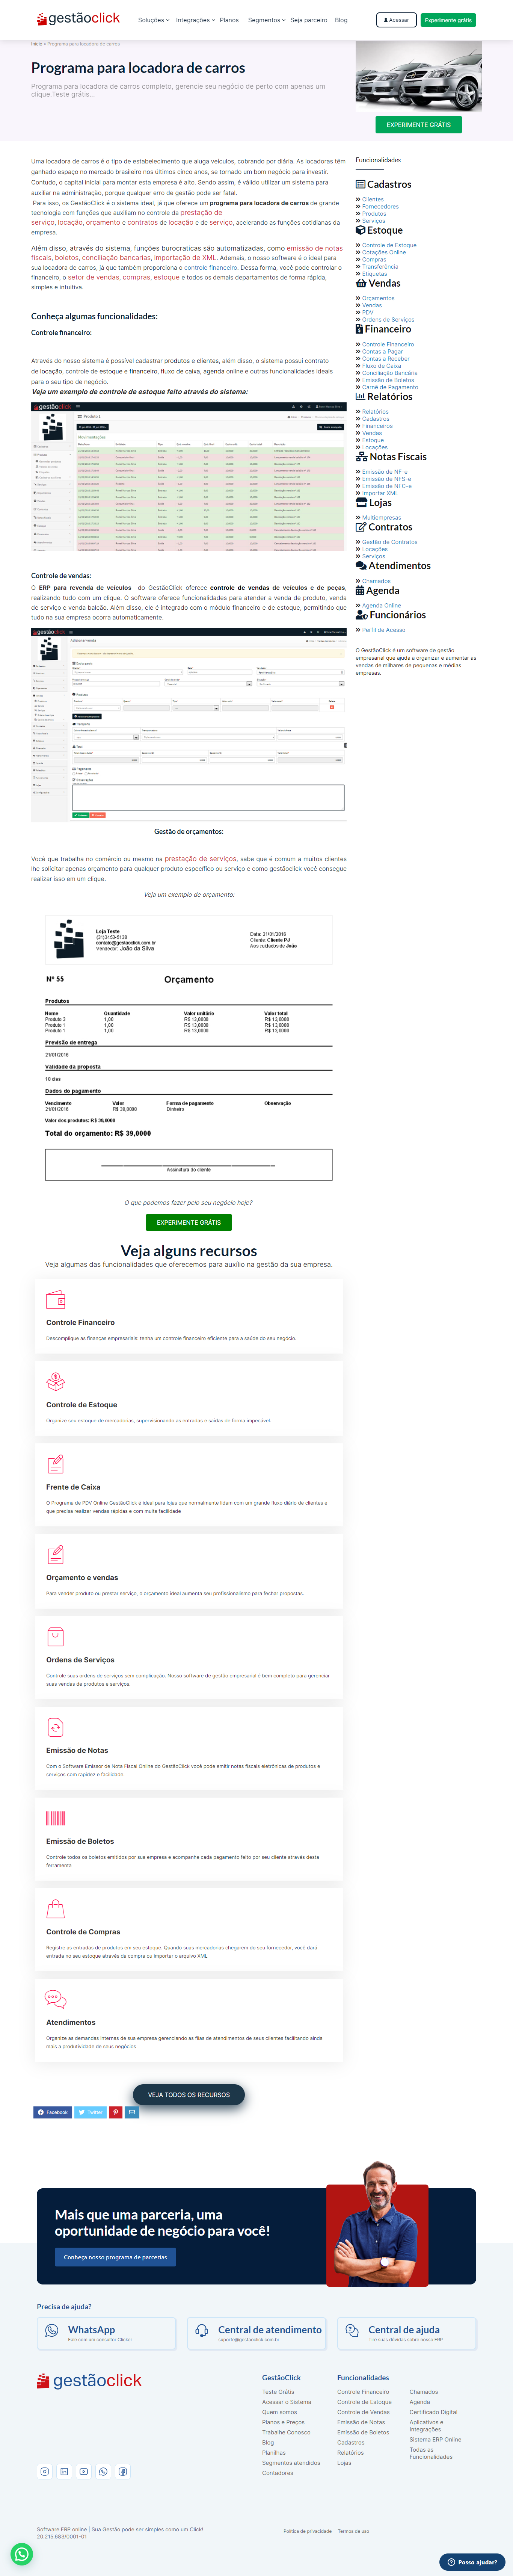 gestãoclick
Soluções
Integrações
Planos
Segmentos
Seja parceiro
Blog
Acessar
Experimente grátis
Início » Programa para locadora de carros
Programa para locadora de carros
Programa para locadora de carros completo, gerencie seu negócio de perto com apenas um
clique.Teste grátis...
EXPERIMENTE GRÁTIS
Uma locadora de carros é o tipo de estabelecimento que aluga veículos, cobrando por diária. As locadoras têm
ganhado espaço no mercado brasileiro nos últimos cinco anos, se tornado um bom negócio para investir.
Contudo, o capital inicial para montar esta empresa é alto. Sendo assim, é válido utilizar um sistema para
auxiliar na administração, porque qualquer erro de gestão pode ser fatal.
Para isso, os GestãoClick é o sistema ideal, já que oferece um programa para locadora de carros de grande
tecnologia com funções que auxiliam no controle da prestação de
serviço, locação, orçamento e contratos de locação e de serviço, acelerando as funções cotidianas da
empresa.
Além disso, através do sistema, funções burocraticas são automatizadas, como emissão de notas
fiscais, boletos, conciliação bancarias, importação de XML. Ademais, o nosso software é o ideal para
sua locadora de carros, já que também proporciona o controle financeiro. Dessa forma, você pode controlar o
financeiro, o setor de vendas, compras, estoque e todos os demais departamentos de forma rápida,
simples e intuitiva.
Conheça algumas funcionalidades:
Controle financeiro:
Através do nosso sistema é possível cadastrar produtos e clientes, além disso, o sistema possui contrato
de locação, controle de estoque e financeiro, fluxo de caixa, agenda online e outras funcionalidades ideais
para o seu tipo de negócio.
Veja um exemplo de controle de estoque feito através do sistema:
gestãoclick
Produto 1
Movimentações
Controle de vendas:
O ERP para revenda de veículos do GestãoClick oferece controle de vendas de veículos e de peças,
realizando tudo com um clique. O software oferece funcionalidades para atender a revenda do produto, venda
de serviço e venda balcão. Além disso, ele é integrado com o módulo financeiro e de estoque, permitindo que
tudo na sua empresa ocorra automaticamente.
gestãoclick
Adicionar venda
Gestão de orçamentos:
Você que trabalha no comércio ou mesmo na prestação de serviços, sabe que é comum a muitos clientes
lhe solicitar apenas orçamento para qualquer produto específico ou serviço e como gestãoclick você consegue
realizar isso em um clique.
Veja um exemplo de orçamento:
Loja Teste
(31)3453-5138
contato@gestaoclick.com.br
Vendedor: João da Silva
Data: 21/01/2016
Cliente: Cliente PJ
Aos cuidados de João
Nº 55
Orçamento
Produtos
Nome Quantidade Valor unitário Valor total
Produto 3 1,00 R$ 13,0000 R$ 13,0000
Produto 1 1,00 R$ 13,0000 R$ 13,0000
Produto 1 1,00 R$ 13,0000 R$ 13,0000
Previsão de entrega
21/01/2016
Validade da proposta
10 dias
Dados do pagamento
Vencimento Valor Forma de pagamento Observação
21/01/2016 R$ 39,0000 Dinheiro
Valor dos produtos: R$ 39,0000
Total do orçamento: R$ 39,0000
Assinatura do cliente
O que podemos fazer pelo seu negócio hoje?
EXPERIMENTE GRÁTIS
Veja alguns recursos
Veja algumas das funcionalidades que oferecemos para auxílio na gestão da sua empresa.
Controle Financeiro
Descomplique as finanças empresariais: tenha um controle financeiro eficiente para a saúde do seu negócio.
Controle de Estoque
Organize seu estoque de mercadorias, supervisionando as entradas e saídas de forma impecável.
Frente de Caixa
O Programa de PDV Online GestãoClick é ideal para lojas que normalmente lidam com um grande fluxo diário de clientes e
que precisa realizar vendas rápidas e com muita facilidade
Orçamento e vendas
Para vender produto ou prestar serviço, o orçamento ideal aumenta seu profissionalismo para fechar propostas.
Ordens de Serviços
Controle suas ordens de serviços sem complicação. Nosso software de gestão empresarial é bem completo para gerenciar
suas vendas de produtos e serviços.
Emissão de Notas
Com o Software Emissor de Nota Fiscal Online do GestãoClick você pode emitir notas fiscais eletrônicas de produtos e
serviços com rapidez e facilidade.
Emissão de Boletos
Controle todos os boletos emitidos por sua empresa e acompanhe cada pagamento feito por seu cliente através desta
ferramenta
Controle de Compras
Registre as entradas de produtos em seu estoque. Quando suas mercadorias chegarem do seu fornecedor, você dará
entrada no seu estoque através da compra ou importar o arquivo XML
Atendimentos
Organize as demandas internas de sua empresa gerenciando as filas de atendimentos de seus clientes facilitando ainda
mais a produtividade de seus negócios
VEJA TODOS OS RECURSOS
Facebook
Twitter
Funcionalidades
Cadastros
» Clientes
» Fornecedores
» Produtos
» Serviços
Estoque
» Controle de Estoque
» Cotações Online
» Compras
» Transferência
» Etiquetas
Vendas
» Orçamentos
» Vendas
» PDV
» Ordens de Serviços
Financeiro
» Controle Financeiro
» Contas a Pagar
» Contas a Receber
» Fluxo de Caixa
» Conciliação Bancária
» Emissão de Boletos
» Carnê de Pagamento
Relatórios
» Relatórios
» Cadastros
» Financeiros
» Vendas
» Estoque
» Locações
Notas Fiscais
» Emissão de NF-e
» Emissão de NFS-e
» Emissão de NFC-e
» Importar XML
Lojas
» Multiempresas
Contratos
» Gestão de Contratos
» Locações
» Serviços
Atendimentos
» Chamados
Agenda
» Agenda Online
Funcionários
» Perfil de Acesso
O GestãoClick é um software de gestão
empresarial que ajuda a organizar e aumentar as
vendas de milhares de pequenas e médias
empresas.
Mais que uma parceria, uma
oportunidade de negócio para você!
Conheça nosso programa de parcerias
Precisa de ajuda?
WhatsApp
Fale com um consultor Clicker
Central de atendimento
suporte@gestaoclick.com.br
Central de ajuda
Tire suas dúvidas sobre nosso ERP
gestãoclick
GestãoClick
Teste Grátis
Acessar o Sistema
Quem somos
Planos e Preços
Trabalhe Conosco
Blog
Planilhas
Segmentos atendidos
Contadores
Funcionalidades
Controle Financeiro
Controle de Estoque
Controle de Vendas
Emissão de Notas
Emissão de Boletos
Cadastros
Relatórios
Lojas
Chamados
Agenda
Certificado Digital
Aplicativos e
Integrações
Sistema ERP Online
Todas as
Funcionalidades
Software ERP online | Sua Gestão pode ser simples como um Click!
20.215.683/0001-01
Política de privacidade
Termos de uso
Posso ajudar?